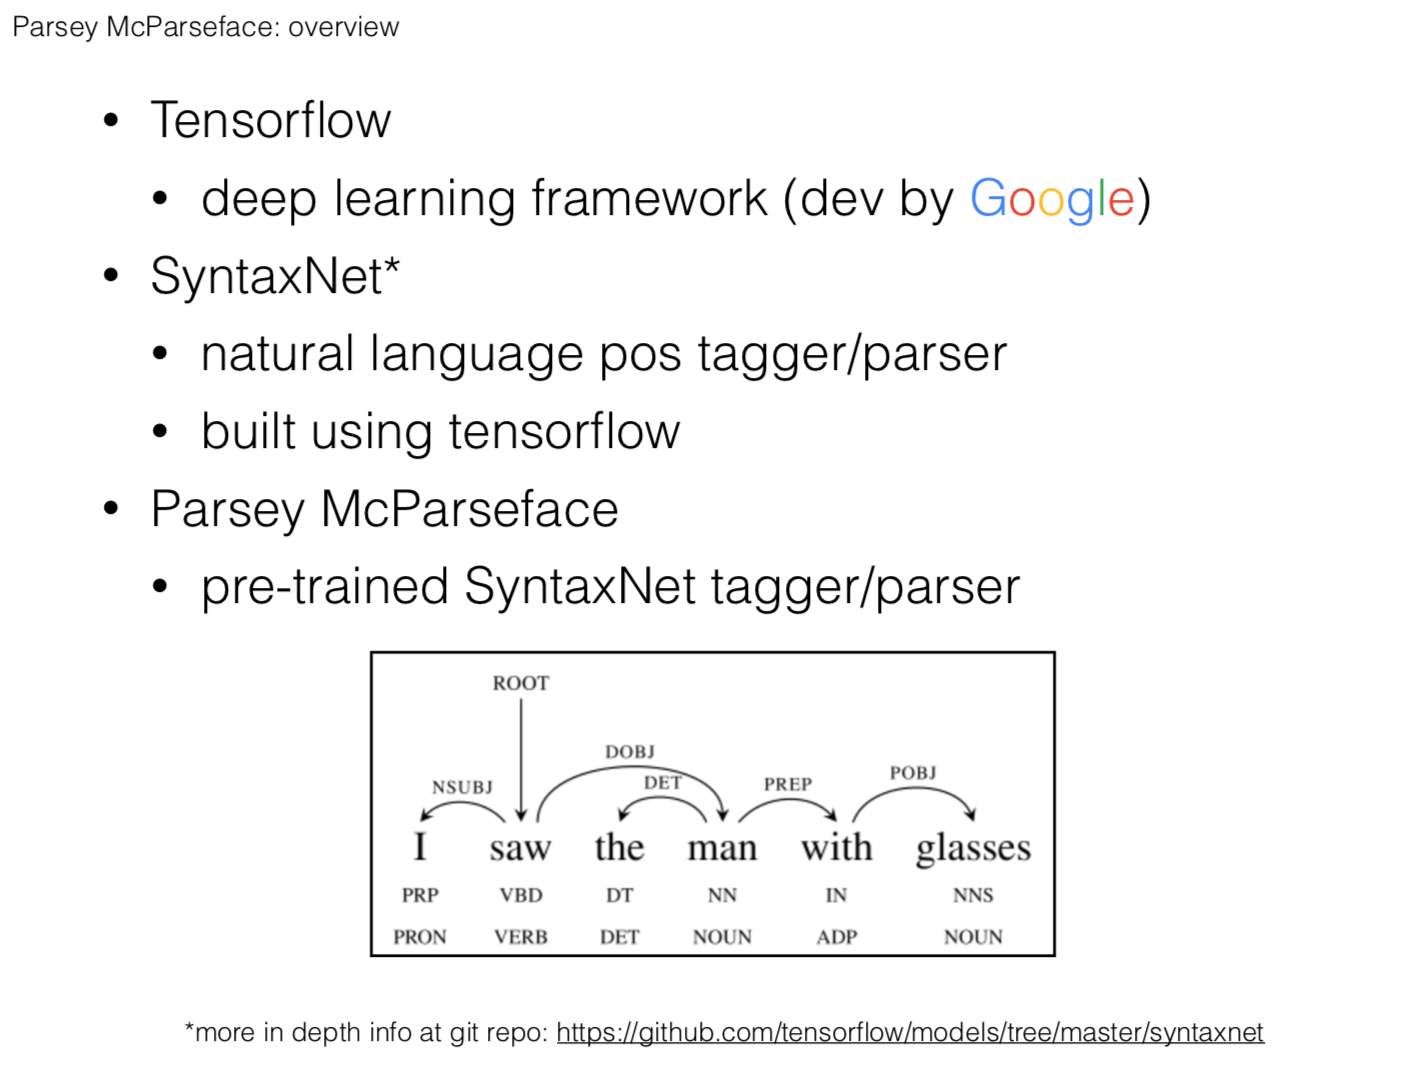 Parsey McParseface: overview
• Tensorflow
• deep learning framework (dev by Google)
• SyntaxNet*
• natural language pos tagger/parser
• built using tensorflow
• Parsey McParseface
• pre-trained SyntaxNet tagger/parser
ROOT
DOBJ
NSUBJ DET PREP POBJ
I saw the man with glasses
PRP VBD DT NN IN NNS
PRON VERB DET NOUN ADP NOUN
*more in depth info at git repo: https://github.com/tensorflow/models/tree/master/syntaxnet